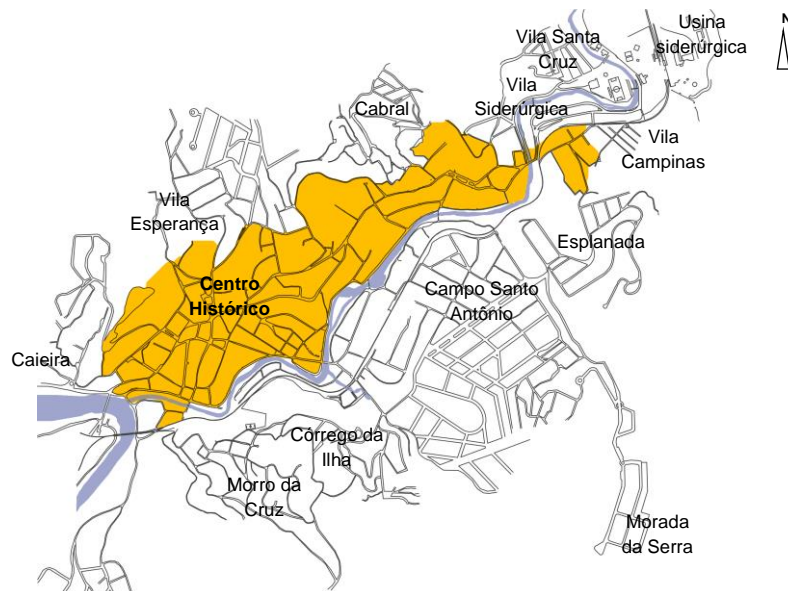 N
Usina
siderúrgica
Vila Santa
Cruz
Vila
Siderúrgica
Cabral
Vila
Campinas
Vila
Esperança
Esplanada
Centro
Histórico
Campo Santo
Antônio
Caieira
Córrego da
Ilha
Morro da
Cruz
Morada
da Serra